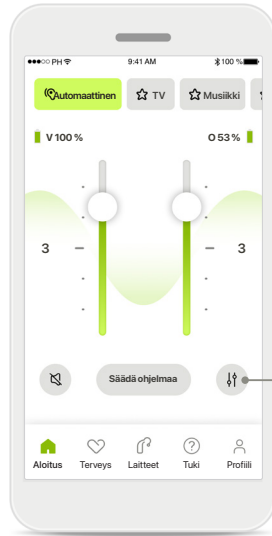 PH 9:41 AM 100 %
Automaattinen TV Musiikki
V 100 % O 53 %
3 3
Säädä ohjelmaa
Aloitus Terveys Laitteet Tuki Profiili